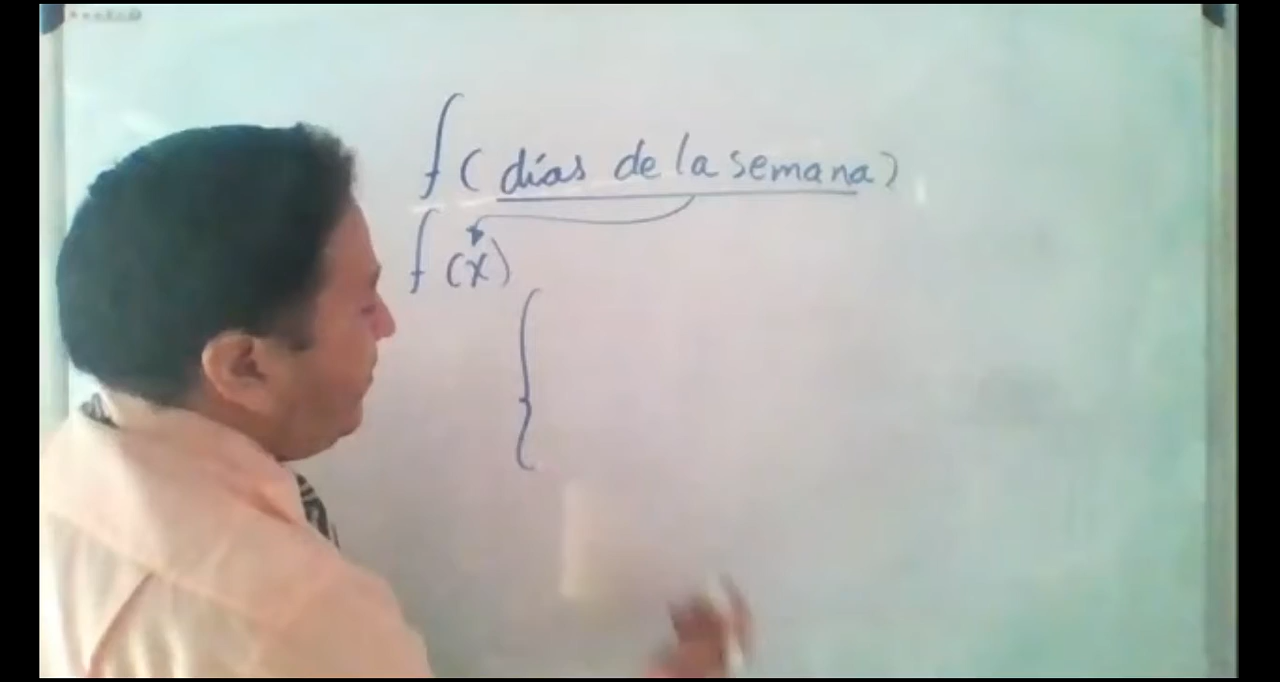 f(días de la semana)
f(x)
{